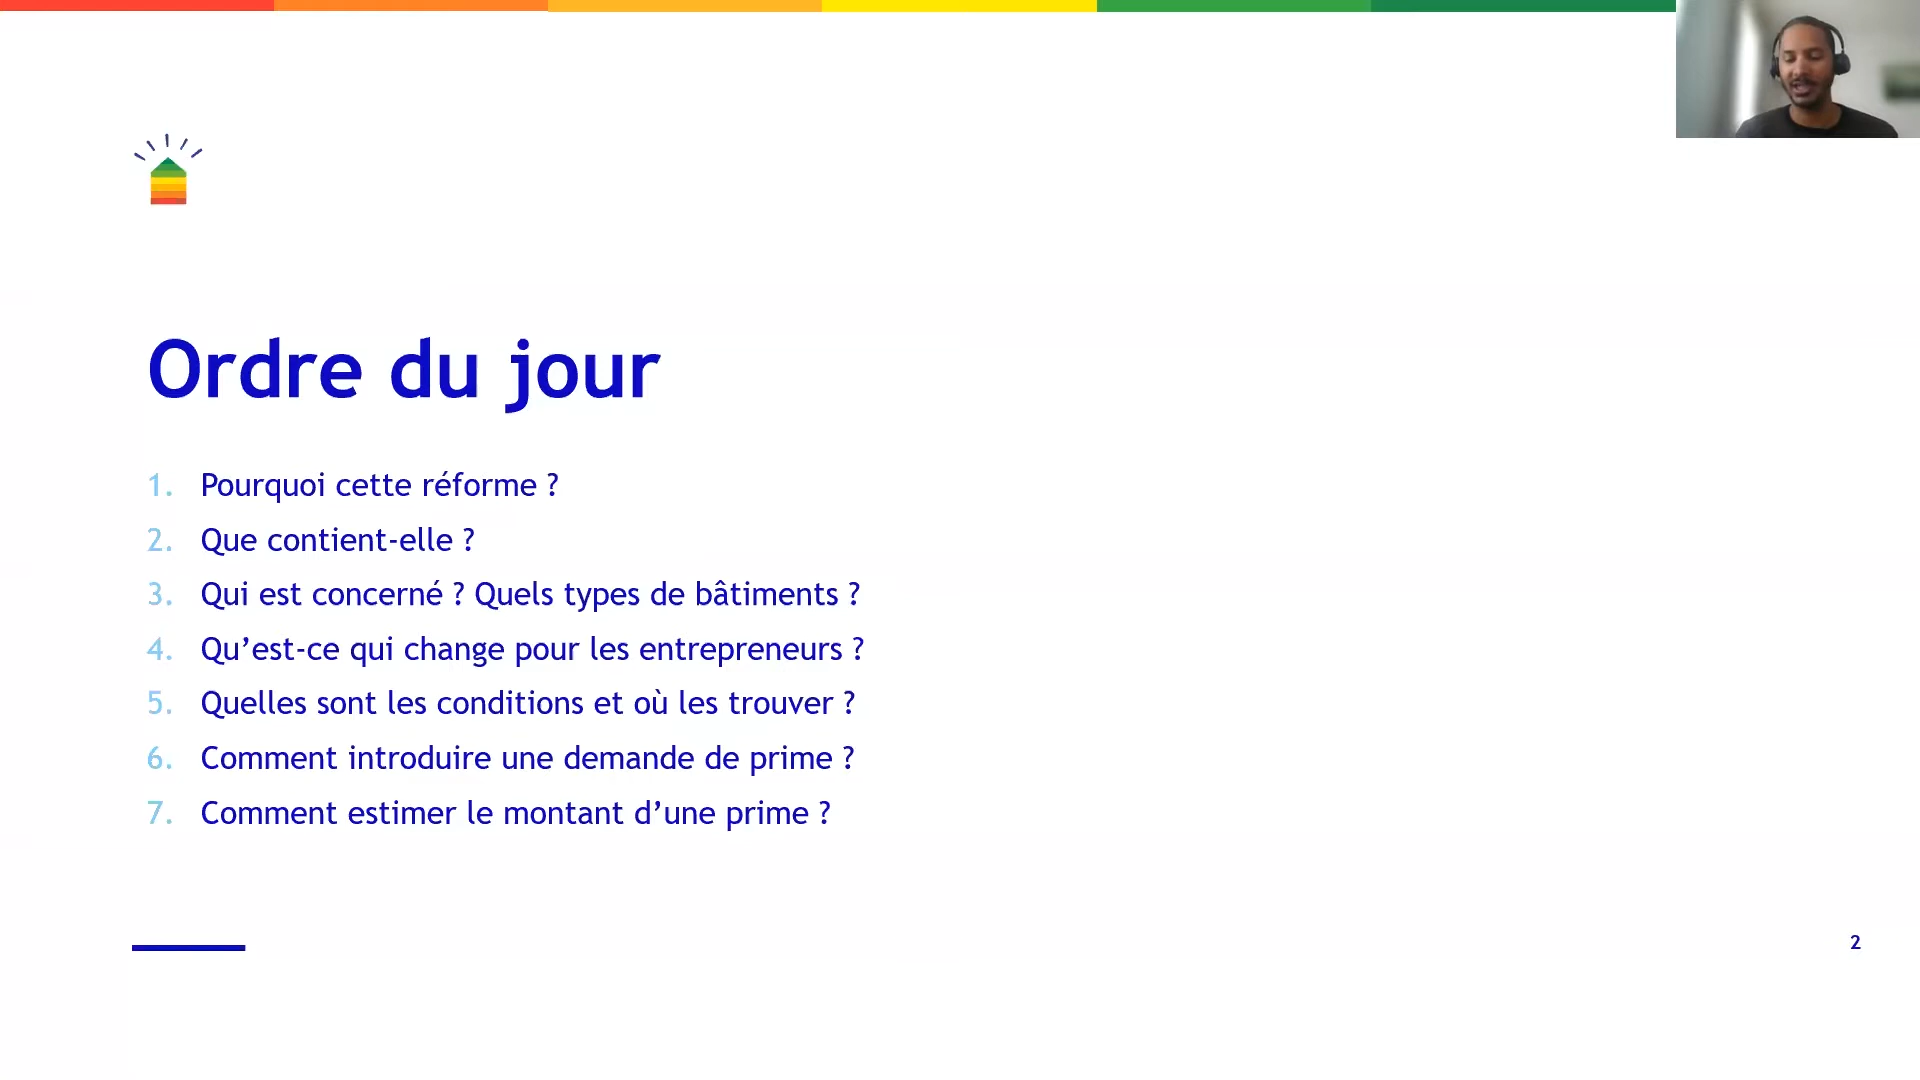 Ordre du jour
1. Pourquoi cette réforme ?
2. Que contient-elle ?
3. Qui est concerné ? Quels types de bâtiments ?
4. Qu’est-ce qui change pour les entrepreneurs ?
5. Quelles sont les conditions et où les trouver ?
6. Comment introduire une demande de prime ?
7. Comment estimer le montant d’une prime ?
2